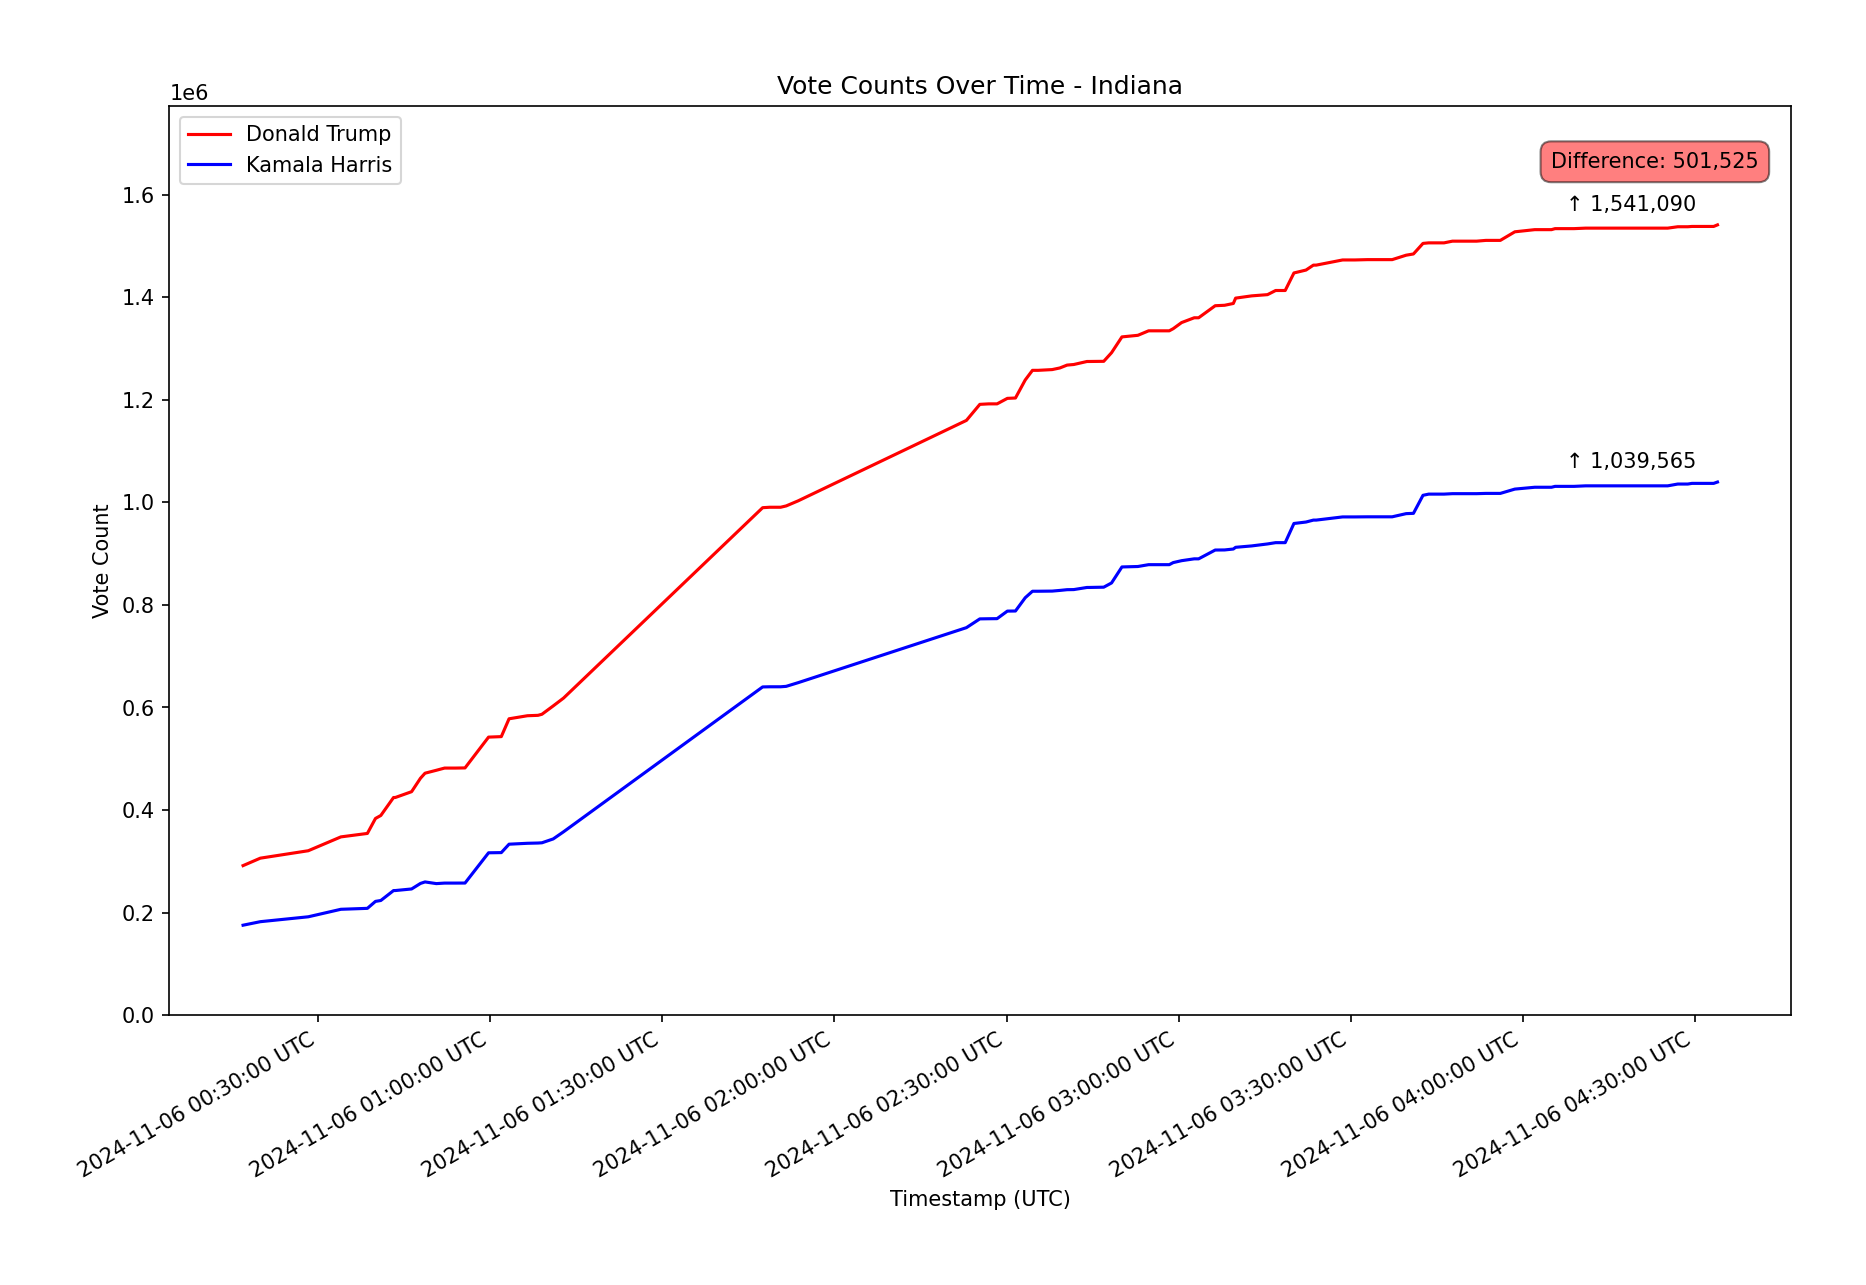 Vote Counts Over Time - Indiana
1e6
Donald Trump
Kamala Harris
Difference: 501,525
↑ 1,541,090
↑ 1,039,565
Vote Count
1.6
1.4
1.2
1.0
0.8
0.6
0.4
0.2
0.0
2024-11-06 00:30:00 UTC
2024-11-06 01:00:00 UTC
2024-11-06 01:30:00 UTC
2024-11-06 02:00:00 UTC
2024-11-06 02:30:00 UTC
2024-11-06 03:00:00 UTC
2024-11-06 03:30:00 UTC
2024-11-06 04:00:00 UTC
2024-11-06 04:30:00 UTC
Timestamp (UTC)